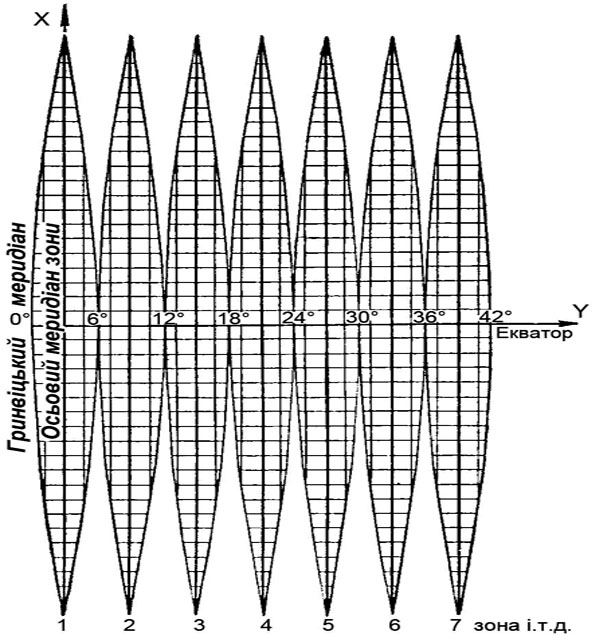 X
Гринвіцький меридіан
Осьовий меридіан зони
0° 6° 12° 18° 24° 30° 36° 42°
Y
Екватор
1 2 3 4 5 6 7 зона і.т.д.